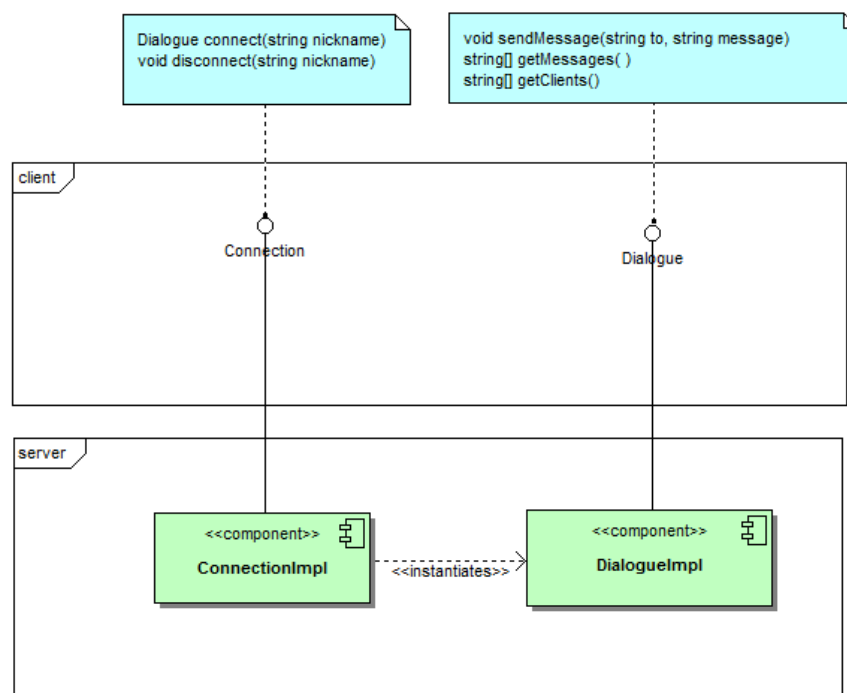 Dialogue connect(string nickname)
void disconnect(string nickname)
void sendMessage(string to, string message)
string[] getMessages( )
string[] getClients()
client
Connection
Dialogue
server
<<component>>
ConnectionImpl
<<instantiates>>
<<component>>
DialogueImpl